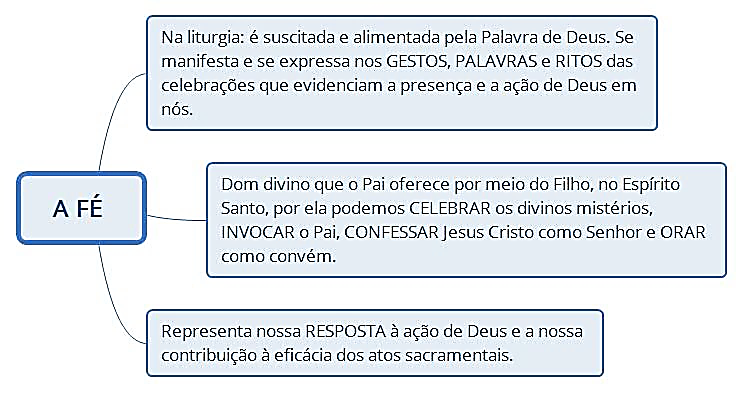 Na liturgia: é suscitada e alimentada pela Palavra de Deus. Se
manifesta e se expressa nos GESTOS, PALAVRAS e RITOS das
celebrações que evidenciam a presença e a ação de Deus em
nós.
A FÉ
Dom divino que o Pai oferece por meio do Filho, no Espírito
Santo, por ela podemos CELEBRAR os divinos mistérios,
INVOCAR o Pai, CONFESSAR Jesus Cristo como Senhor e ORAR
como convém.
Representa nossa RESPOSTA à ação de Deus e a nossa
contribuição à eficácia dos atos sacramentais.